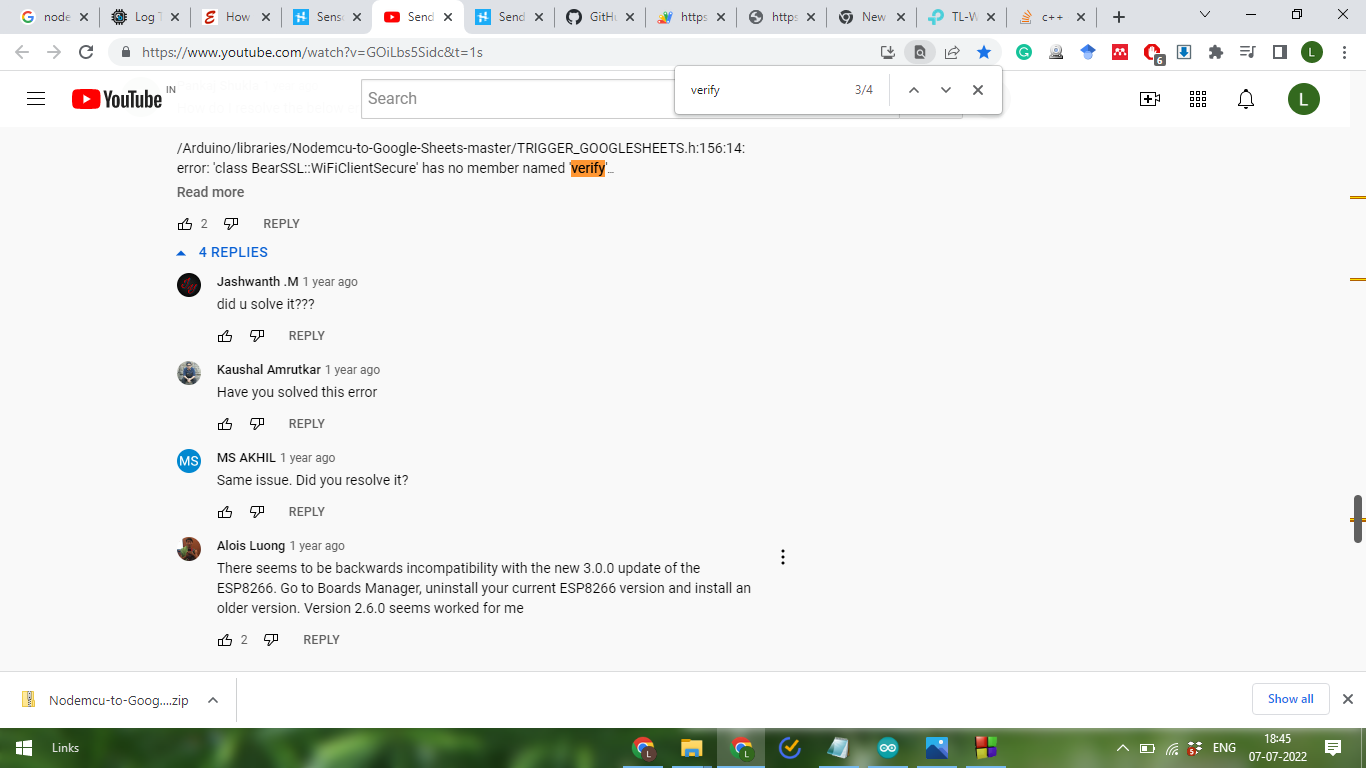 node
Log T
How
Sens
Send
Send
GitHu
https
https
New
TL-W
c++
https://www.youtube.com/watch?v=GOiLbs5Sidc&t=1s
6
L
YouTube
IN
Search
verify
3/4
L
/Arduino/libraries/Nodemcu-to-Google-Sheets-master/TRIGGER_GOOGLESHEETS.h:156:14:
error: 'class BearSSL::WiFiClientSecure' has no member named 'verify'...
Read more
2
REPLY
4 REPLIES
Jashwanth .M 1 year ago
did u solve it???
REPLY
Kaushal Amrutkar 1 year ago
Have you solved this error
REPLY
MS
MS AKHIL 1 year ago
Same issue. Did you resolve it?
REPLY
Alois Luong 1 year ago
There seems to be backwards incompatibility with the new 3.0.0 update of the
ESP8266. Go to Boards Manager, uninstall your current ESP8266 version and install an
older version. Version 2.6.0 seems worked for me
2
REPLY
Nodemcu-to-Goog....zip
Show all
Links
ENG
18:45
07-07-2022